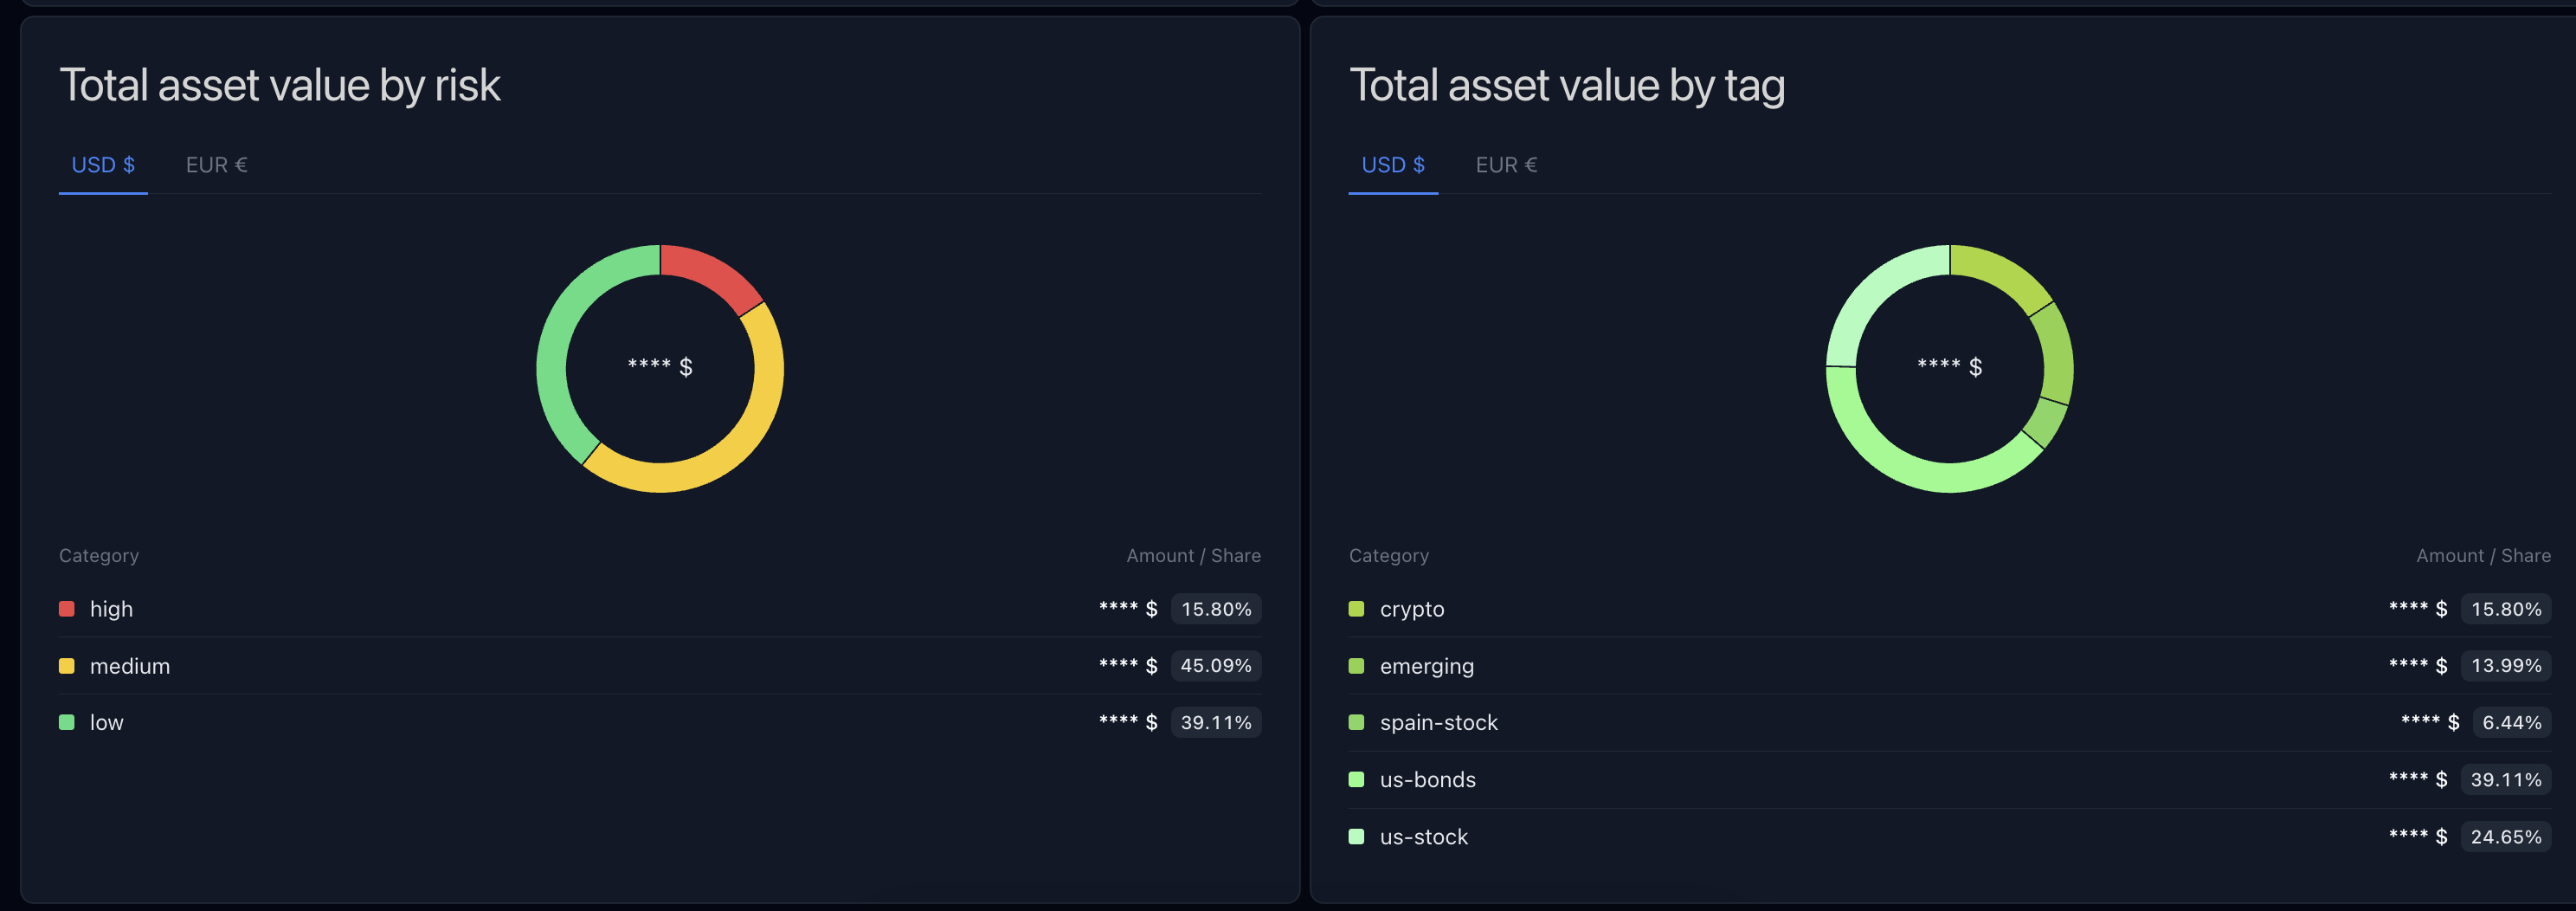 Total asset value by risk
USD $ EUR €
**** $
Category Amount / Share
high **** $ 15.80%
medium **** $ 45.09%
low **** $ 39.11%
Total asset value by tag
USD $ EUR €
**** $
Category Amount / Share
crypto **** $ 15.80%
emerging **** $ 13.99%
spain-stock **** $ 6.44%
us-bonds **** $ 39.11%
us-stock **** $ 24.65%